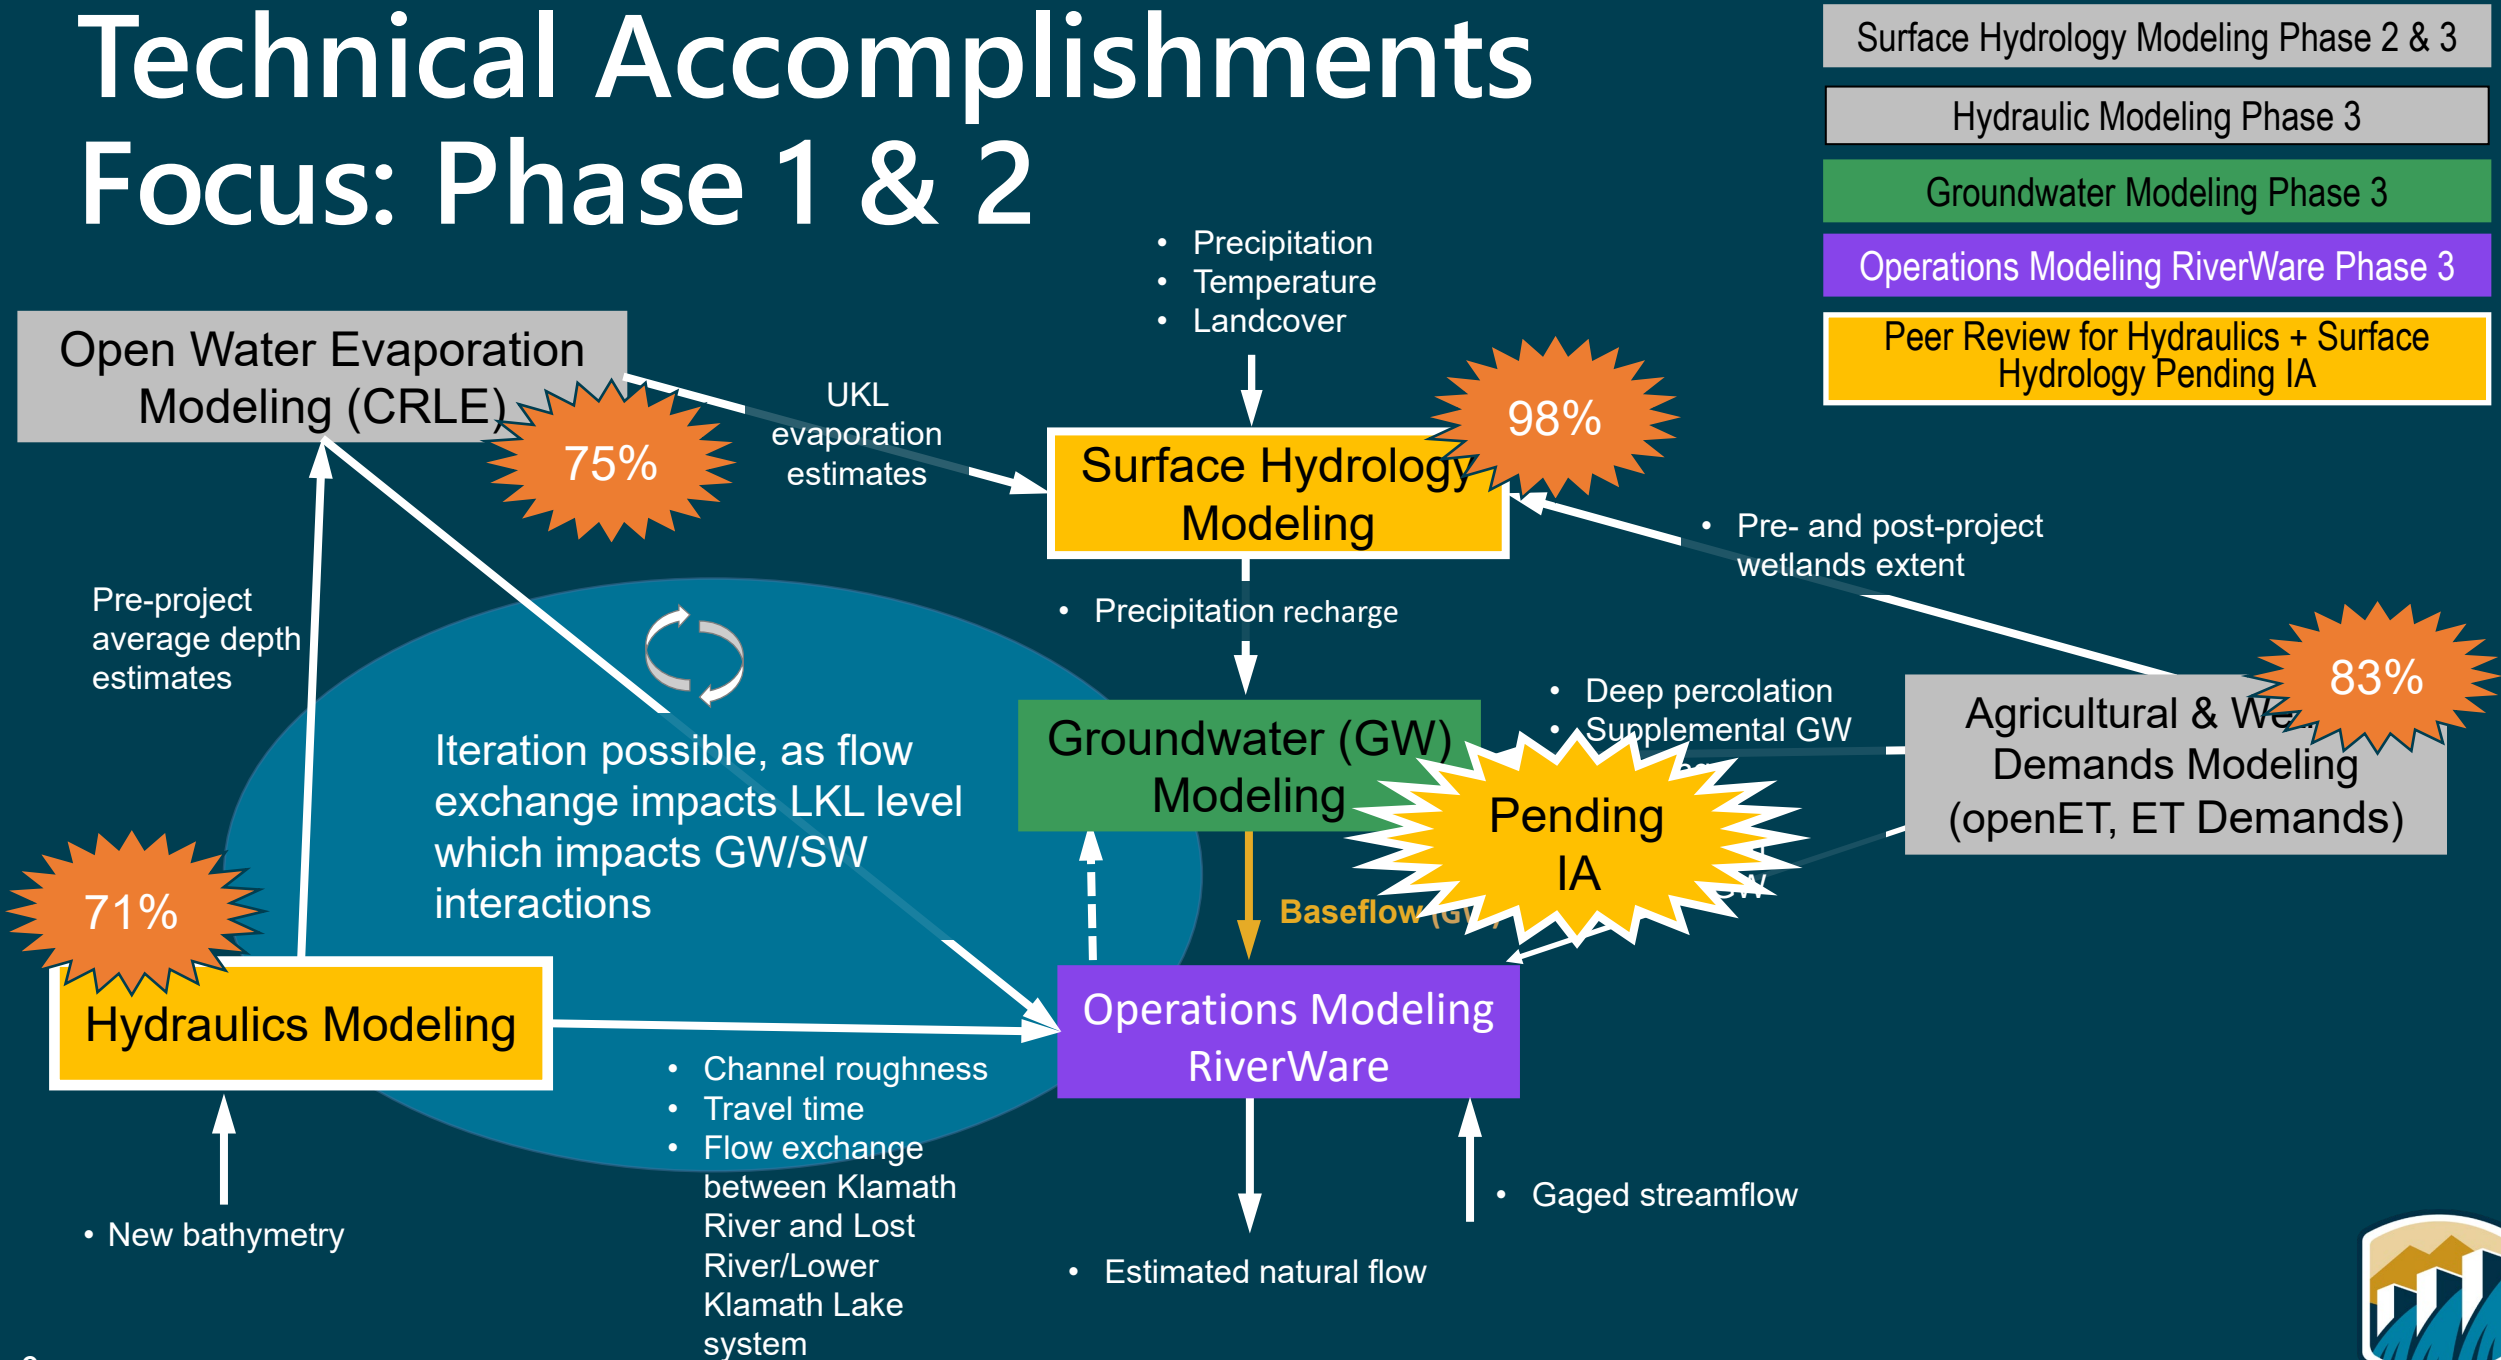 Technical Accomplishments
Focus: Phase 1 & 2
Surface Hydrology Modeling Phase 2 & 3
Hydraulic Modeling Phase 3
Groundwater Modeling Phase 3
Operations Modeling RiverWare Phase 3
Peer Review for Hydraulics + Surface
Hydrology Pending IA
• Precipitation
• Temperature
• Landcover
Open Water Evaporation
Modeling (CRLE)
75%
UKL
evaporation
estimates
98%
Surface Hydrology
Modeling
• Pre- and post-project
wetlands extent
Pre-project
average depth
estimates
• Precipitation recharge
83%
• Deep percolation
• Supplemental GW
Agricultural &
Demands Modeling
(openET, ET Demands)
Groundwater (GW)
Modeling
Iteration possible, as flow
exchange impacts LKL level
which impacts GW/SW
interactions
Pending
IA
GW
71%
Baseflow (GW)
Hydraulics Modeling
Operations Modeling
RiverWare
• Channel roughness
• Travel time
• Flow exchange
between Klamath
River and Lost
River/Lower
Klamath Lake
system
• New bathymetry
• Gaged streamflow
• Estimated natural flow